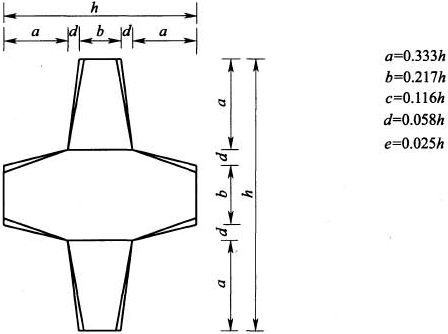 h
a d b d a
a
d
b
h
d
a
a=0.333h
b=0.217h
c=0.116h
d=0.058h
e=0.025h